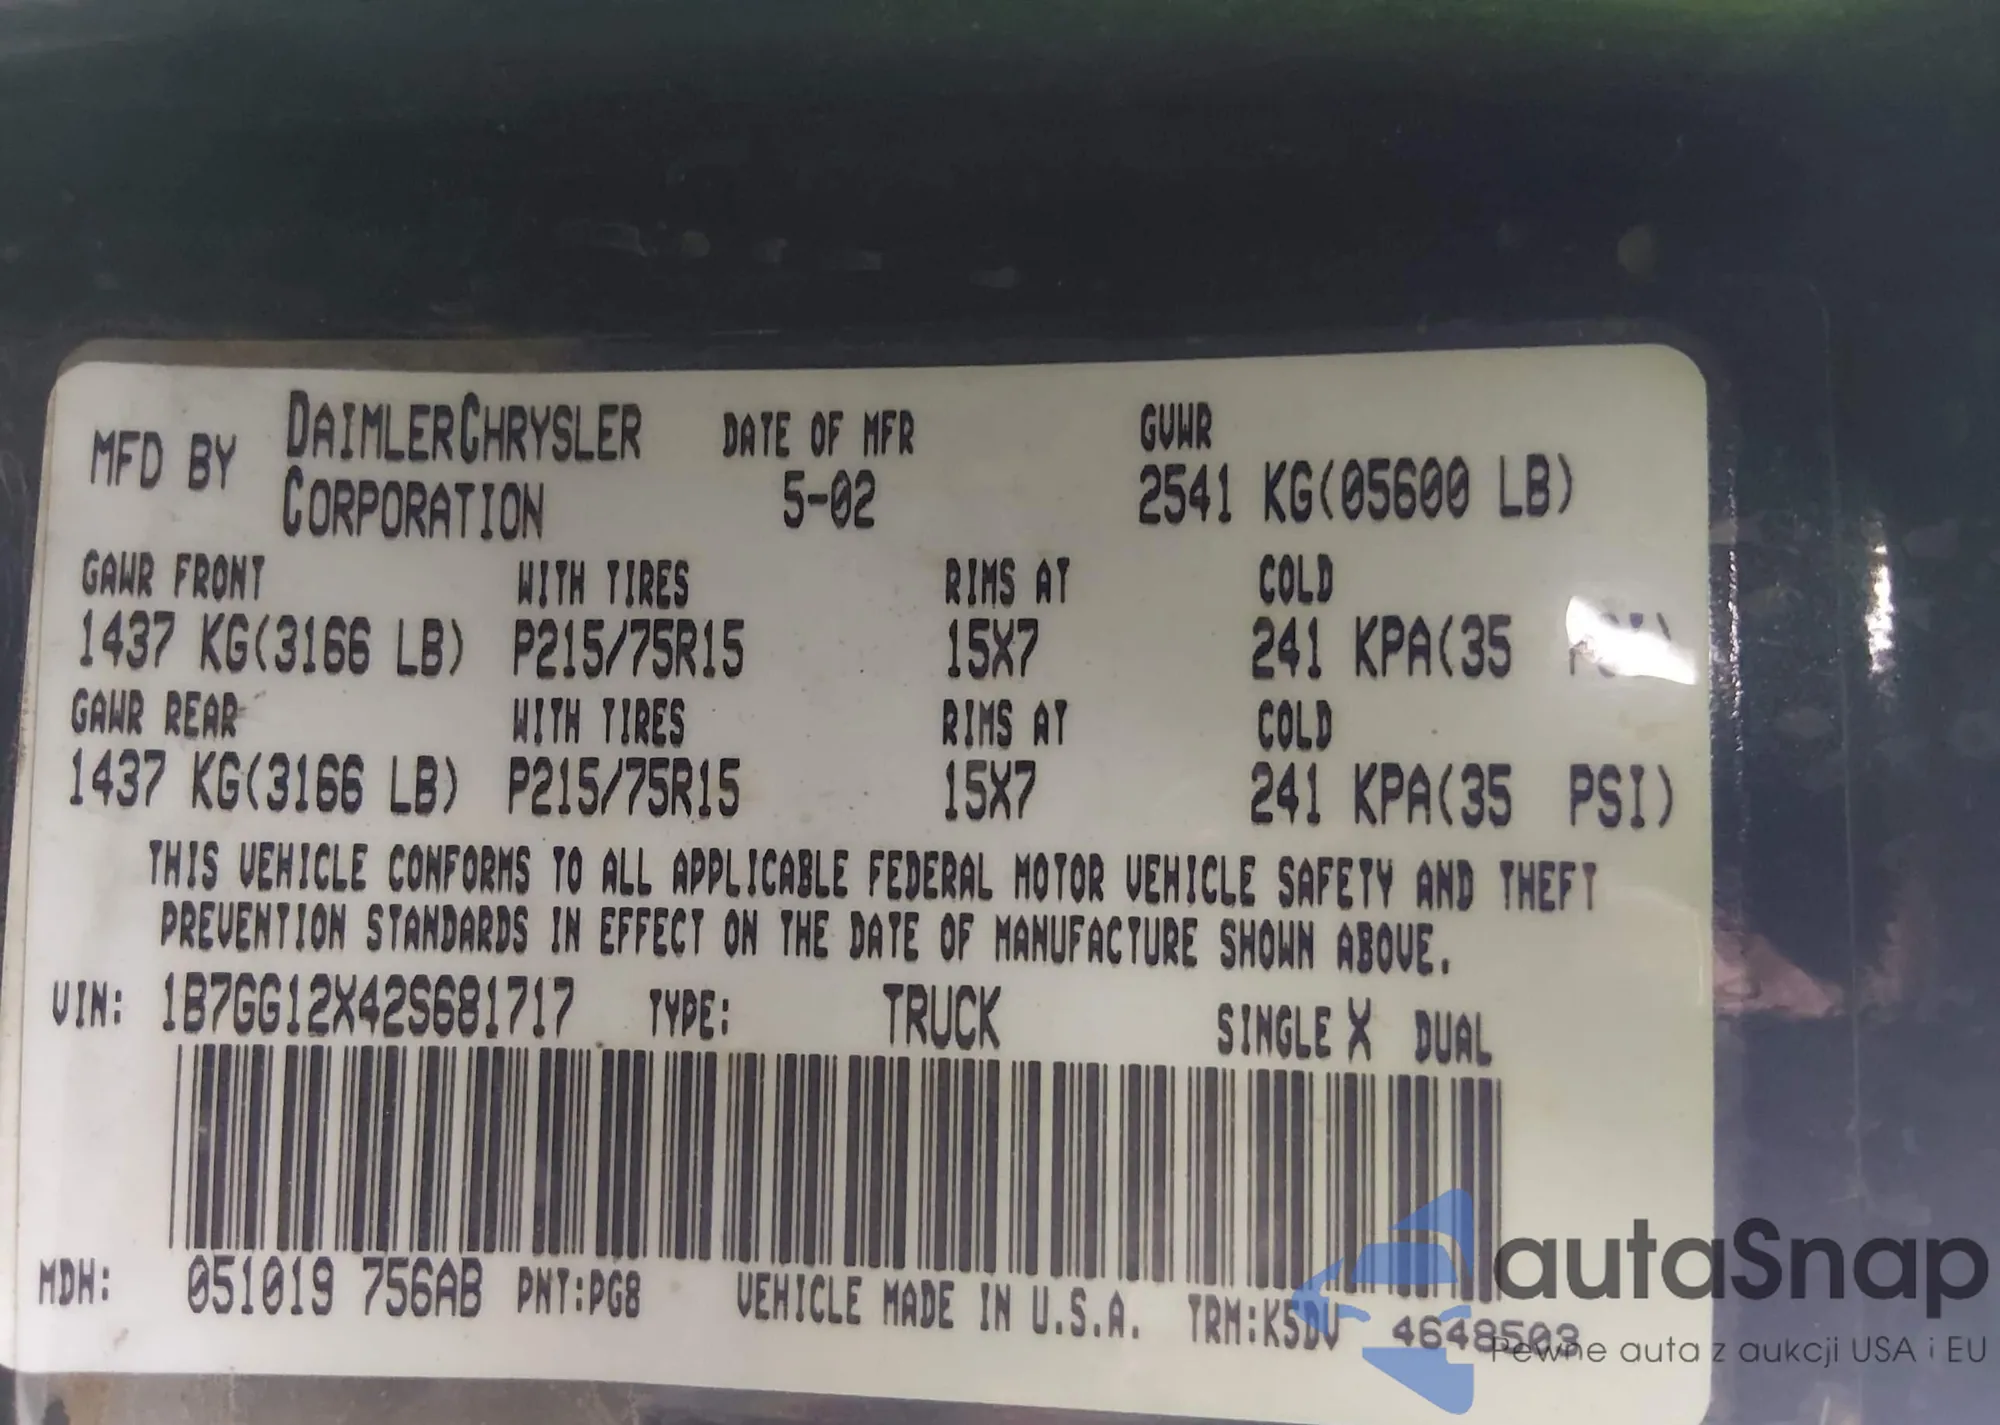 MFD BY DAIMLERCHRYSLER CORPORATION DATE OF MFR 5-02 GVWR 2541 KG(05600 LB)
GAWR FRONT WITH TIRES RIMS AT COLD
1437 KG(3166 LB) P215/75R15 15X7 241 KPA(35
GAWR REAR WITH TIRES RIMS AT COLD
1437 KG(3166 LB) P215/75R15 15X7 241 KPA(35 PSI)
THIS VEHICLE CONFORMS TO ALL APPLICABLE FEDERAL MOTOR VEHICLE SAFETY AND THEFT
PREVENTION STANDARDS IN EFFECT ON THE DATE OF MANUFACTURE SHOWN ABOVE.
VIN: 1B7GG12X42S681717 TYPE: TRUCK SINGLE X DUAL
MDH: 051019 756AB PNT:PG8 VEHICLE MADE IN U.S.A. TRM:K5DV 4648503
autaSnap
Pewne auta z aukcji USA i EU